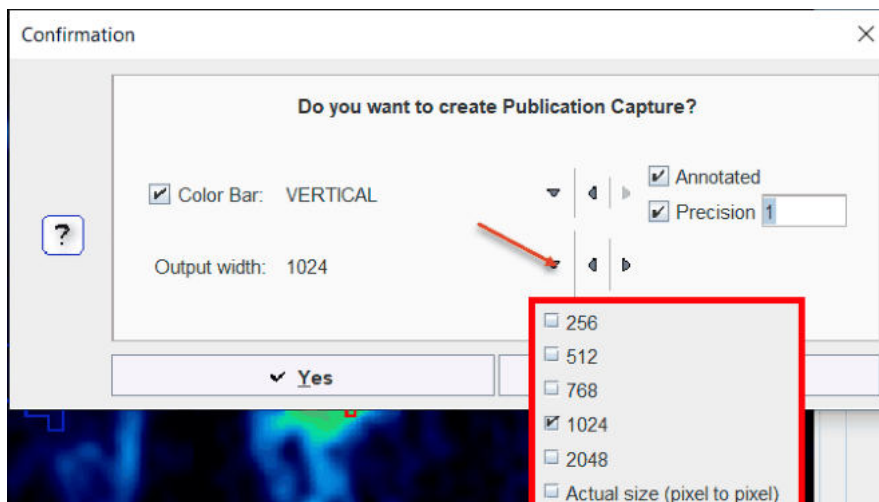 Confirmation
Do you want to create Publication Capture?
Color Bar: VERTICAL
Annotated
Precision 1
Output width: 1024
?
256
512
768
1024
2048
Actual size (pixel to pixel)
Yes